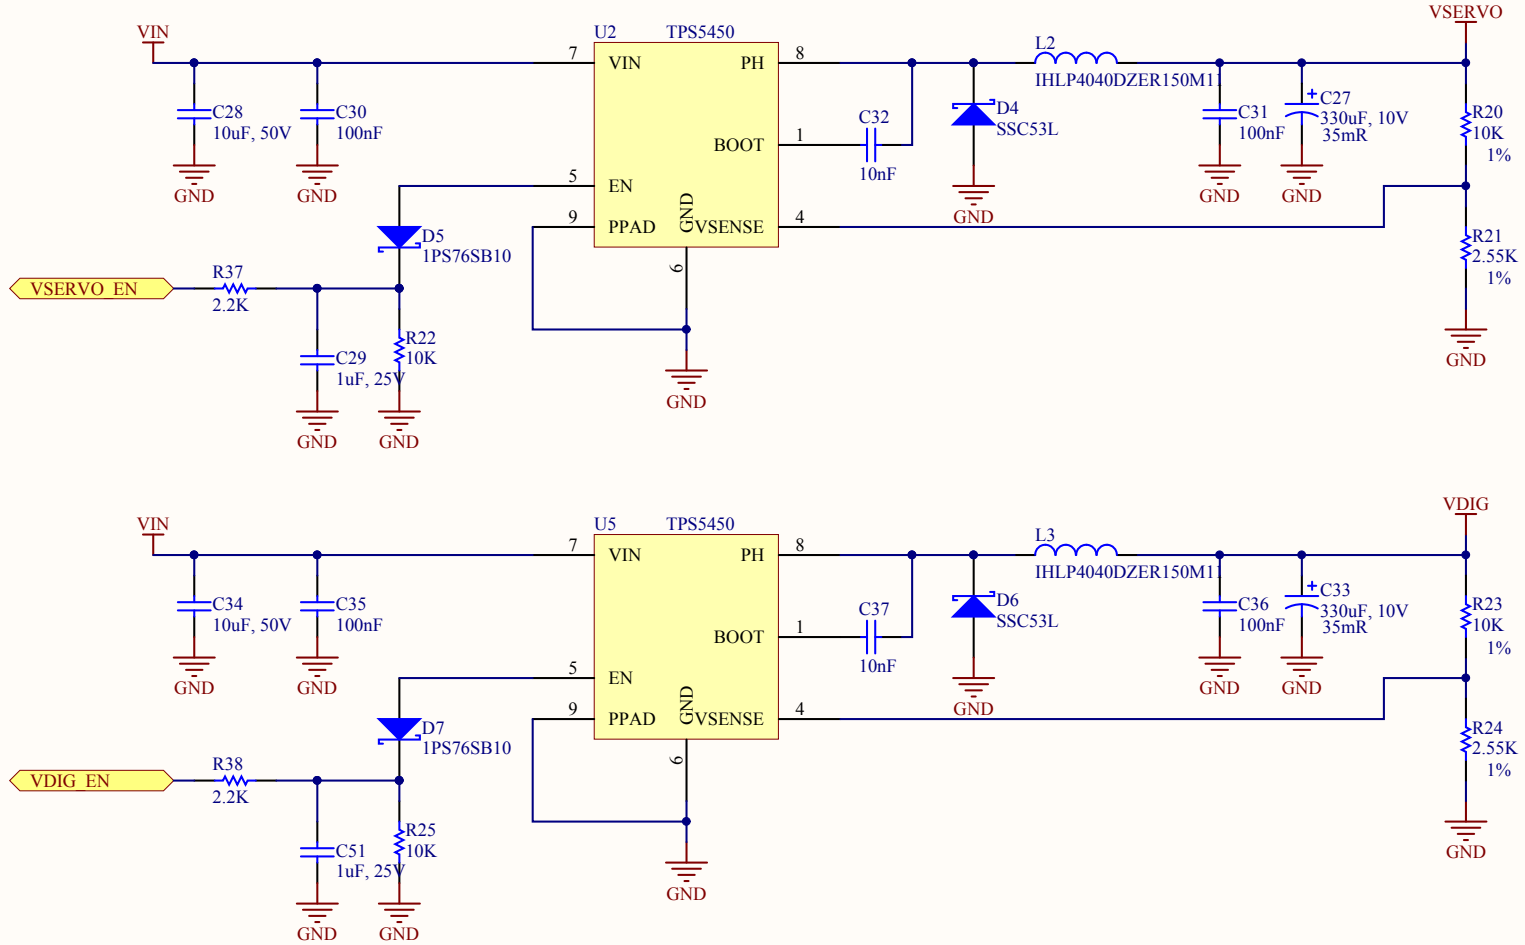 VIN
VSERVO
U2 TPS5450
L2
7 VIN PH 8
IHLP4040DZER150M11
C28
10uF, 50V
C30
100nF
C32
10nF
D4
SSC53L
C31
100nF
+ C27
330uF, 10V
35mR
R20
10K
1%
BOOT 1
GND
GND
5 EN
GND
GND
GND
9 PPAD
GND
VSENSE 4
D5
1PS76SB10
R21
2.55K
1%
6
VSERVO_EN
R37
2.2K
C29
1uF, 25V
R22
10K
GND
GND
GND
GND
VIN
VDIG
U5 TPS5450
L3
7 VIN PH 8
IHLP4040DZER150M11
C34
10uF, 50V
C35
100nF
C37
10nF
D6
SSC53L
C36
100nF
+ C33
330uF, 10V
35mR
R23
10K
1%
BOOT 1
GND
GND
5 EN
GND
GND
GND
9 PPAD
GND
VSENSE 4
D7
1PS76SB10
R24
2.55K
1%
6
VDIG_EN
R38
2.2K
C51
1uF, 25V
R25
10K
GND
GND
GND
GND